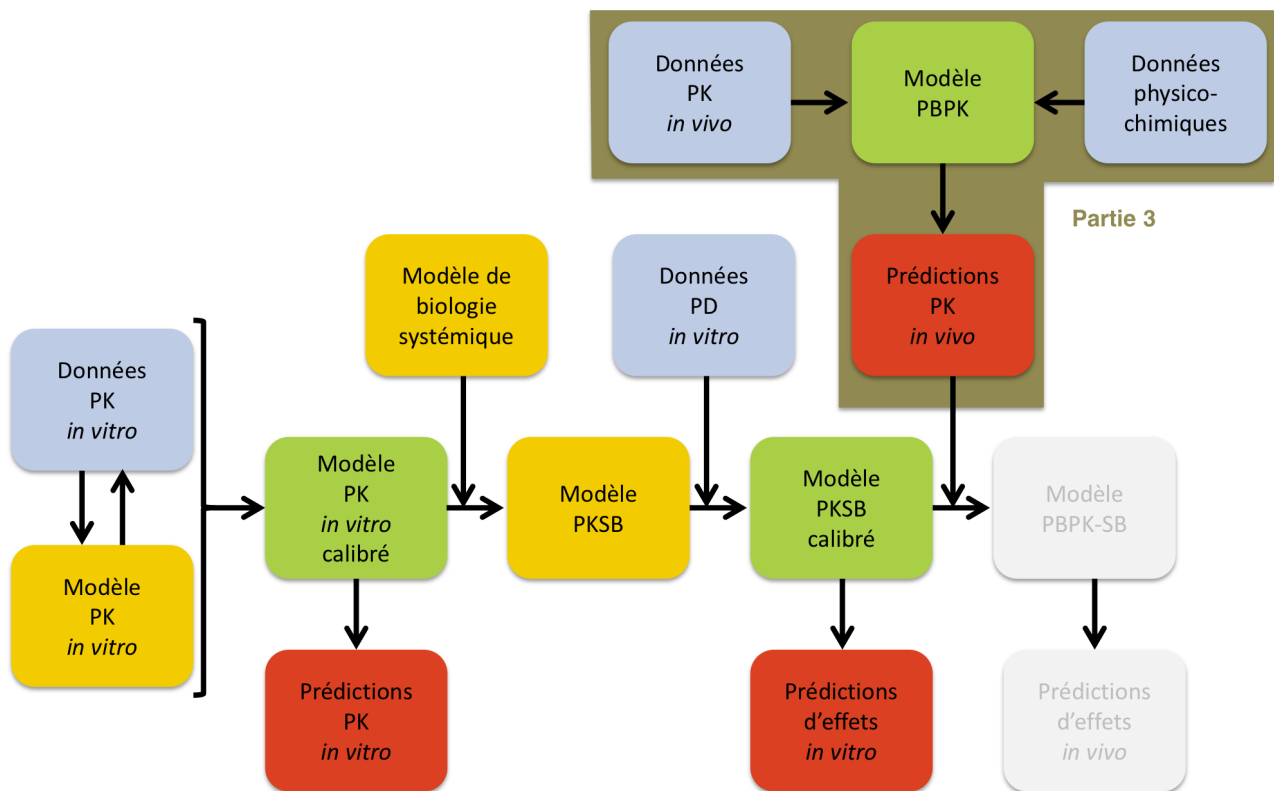 Données
PK
in vivo
Modèle
PBPK
Données
physico-
chimiques
Partie 3
Modèle de
biologie
systémique
Données
PD
in vitro
Prédictions
PK
in vivo
Données
PK
in vitro
Modèle
PK
in vitro
Modèle
PK
in vitro
calibré
Modèle
PKSB
Modèle
PKSB
calibré
Modèle
PBPK-SB
Prédictions
PK
in vitro
Prédictions
d’effets
in vitro
Prédictions
d’effets
in vivo